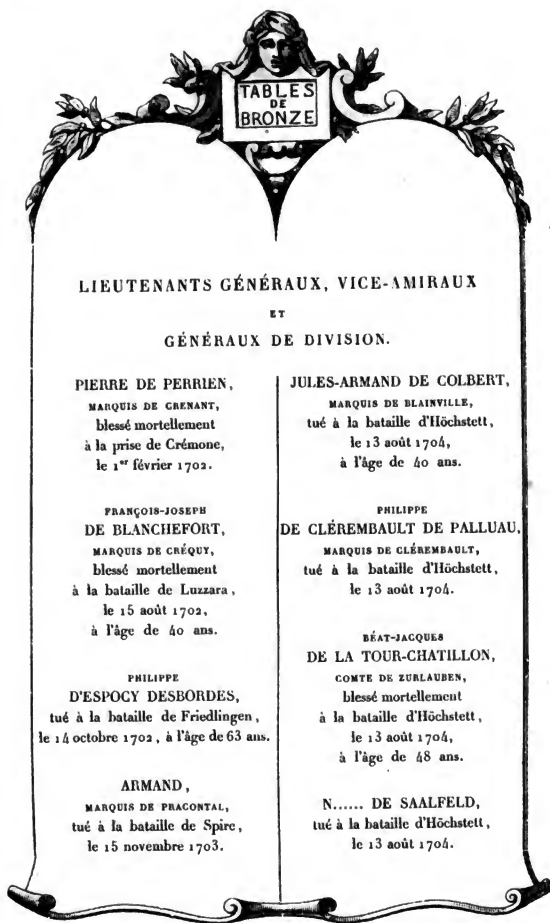 TABLES
DE
BRONZE
LIEUTENANTS GÉNÉRAUX, VICE-AMIRAUX
ET
GÉNÉRAUX DE DIVISION.
PIERRE DE PERRIEN,
MARQUIS DE CRENANT,
blessé mortellement
à la prise de Crémone,
le 1er février 1702.
FRANÇOIS-JOSEPH
DE BLANCHEFORT,
MARQUIS DE CRÉQUY,
blessé mortellement
à la bataille de Luzzara,
le 15 août 1702,
à l'âge de 40 ans.
PHILIPPE
D'ESPOCY DESBORDES,
tué à la bataille de Friedlingen,
le 14 octobre 1702, à l'âge de 63 ans.
ARMAND,
MARQUIS DE PRACONTAL,
tué à la bataille de Spire,
le 15 novembre 1703.
JULES-ARMAND DE COLBERT,
MARQUIS DE BLAINVILLE,
tué à la bataille d'Höchstett,
le 13 août 1704,
à l'âge de 40 ans.
PHILIPPE
DE CLÉREMBAULT DE PALLUAU,
MARQUIS DE CLÉREMBAULT,
tué à la bataille d'Höchstett,
le 13 août 1704.
BÉAT-JACQUES
DE LA TOUR-CHATILLON,
COMTE DE ZURLAUBEN,
blessé mortellement
à la bataille d'Höchstett,
le 13 août 1704,
à l'âge de 48 ans.
N...... DE SAALFELD,
tué à la bataille d'Höchstett,
le 13 août 1704.